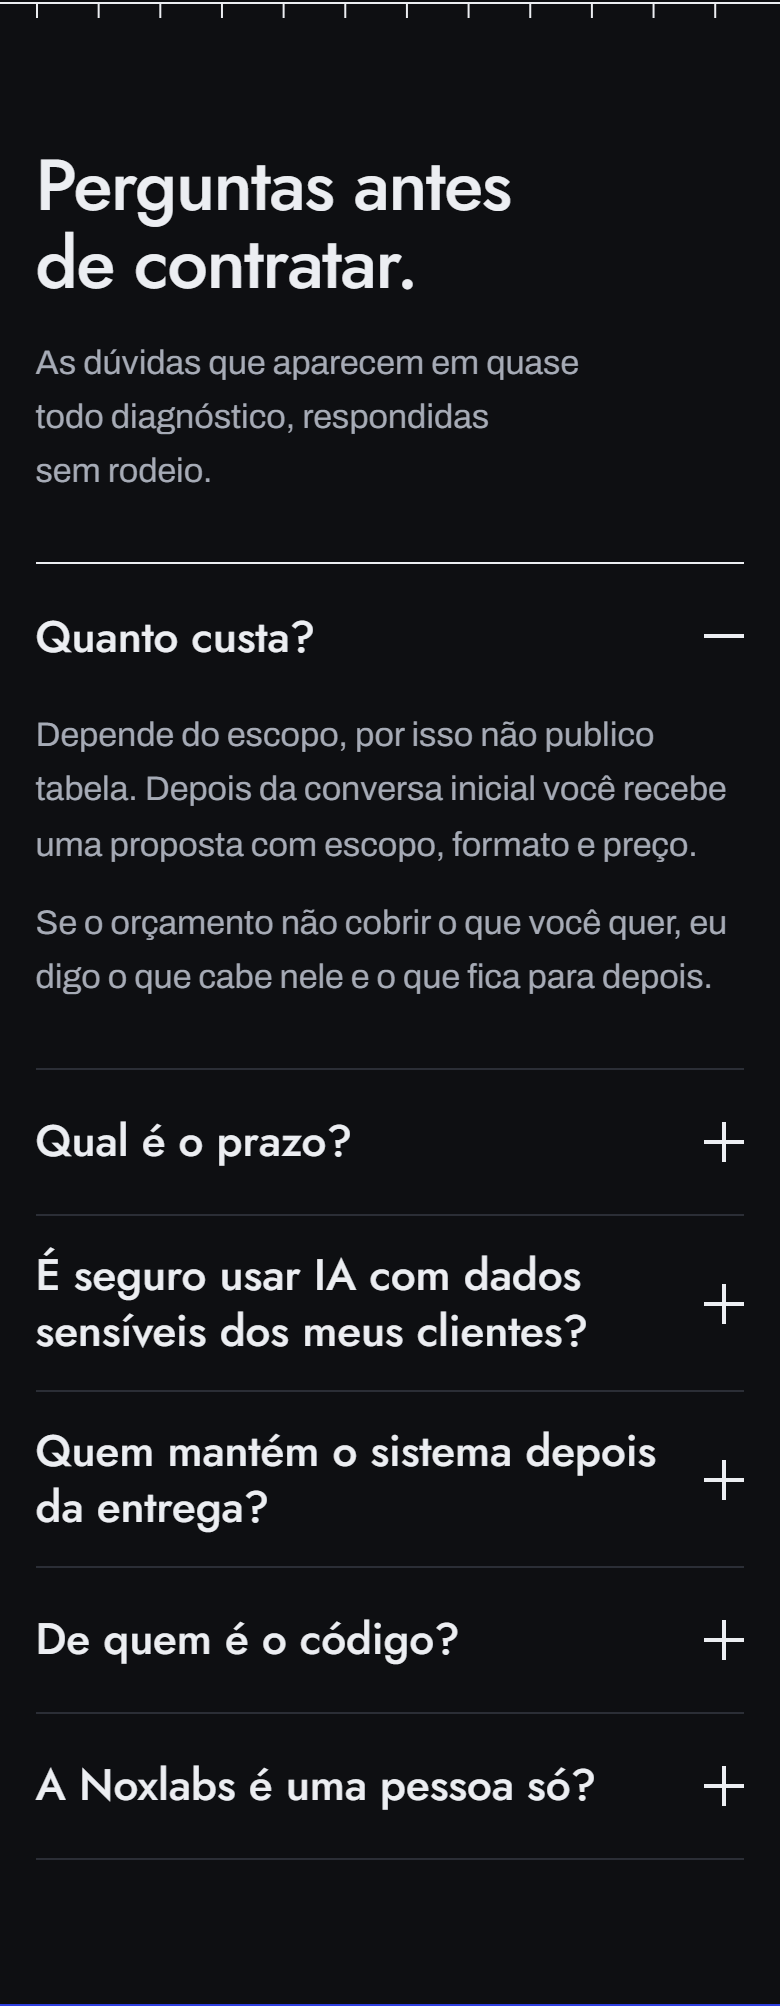 Perguntas antes
de contratar.
As dúvidas que aparecem em quase
todo diagnóstico, respondidas
sem rodeio.
Quanto custa?
Depende do escopo, por isso não publico
tabela. Depois da conversa inicial você recebe
uma proposta com escopo, formato e preço.
Se o orçamento não cobrir o que você quer, eu
digo o que cabe nele e o que fica para depois.
Qual é o prazo?
É seguro usar IA com dados
sensíveis dos meus clientes?
Quem mantém o sistema depois
da entrega?
De quem é o código?
A Noxlabs é uma pessoa só?